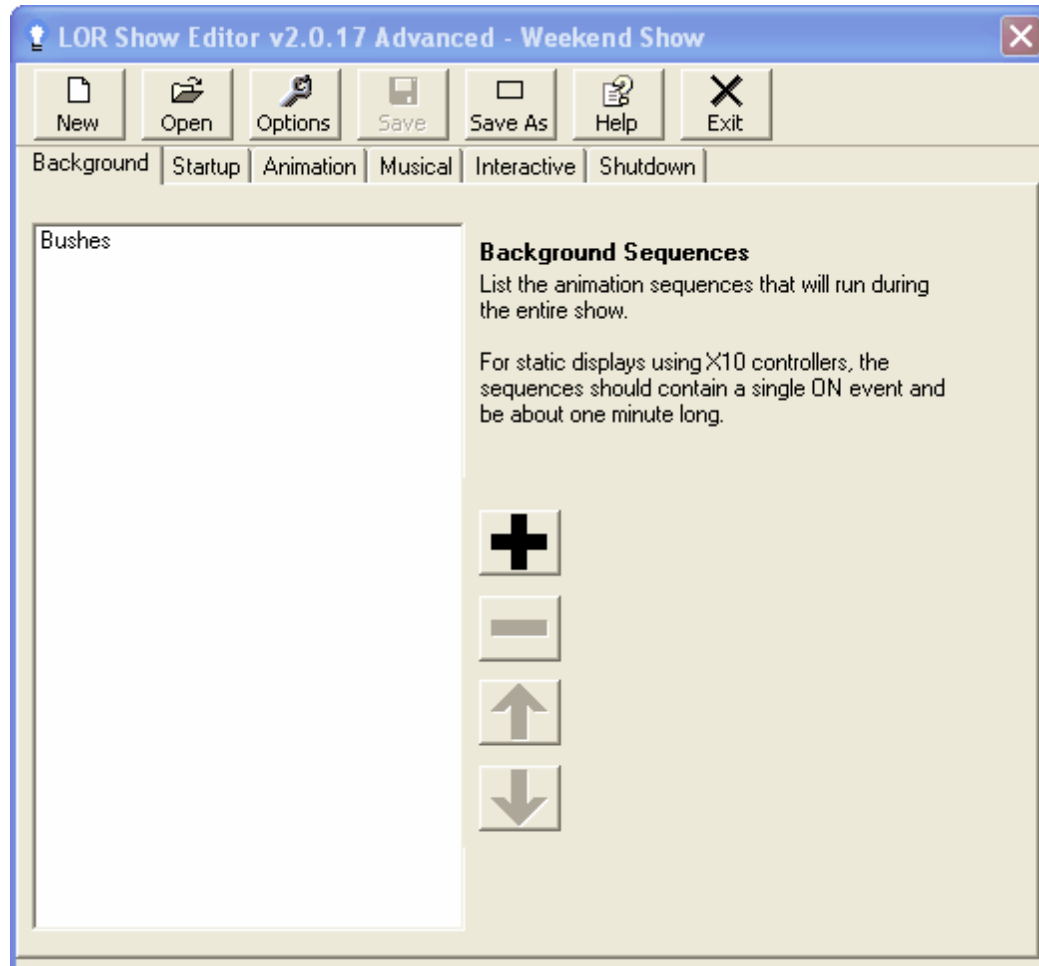 LOR Show Editor v2.0.17 Advanced - Weekend Show
New Open Options Save Save As Help Exit
Background Startup Animation Musical Interactive Shutdown
Bushes
Background Sequences
List the animation sequences that will run during
the entire show.
For static displays using X10 controllers, the
sequences should contain a single ON event and
be about one minute long.